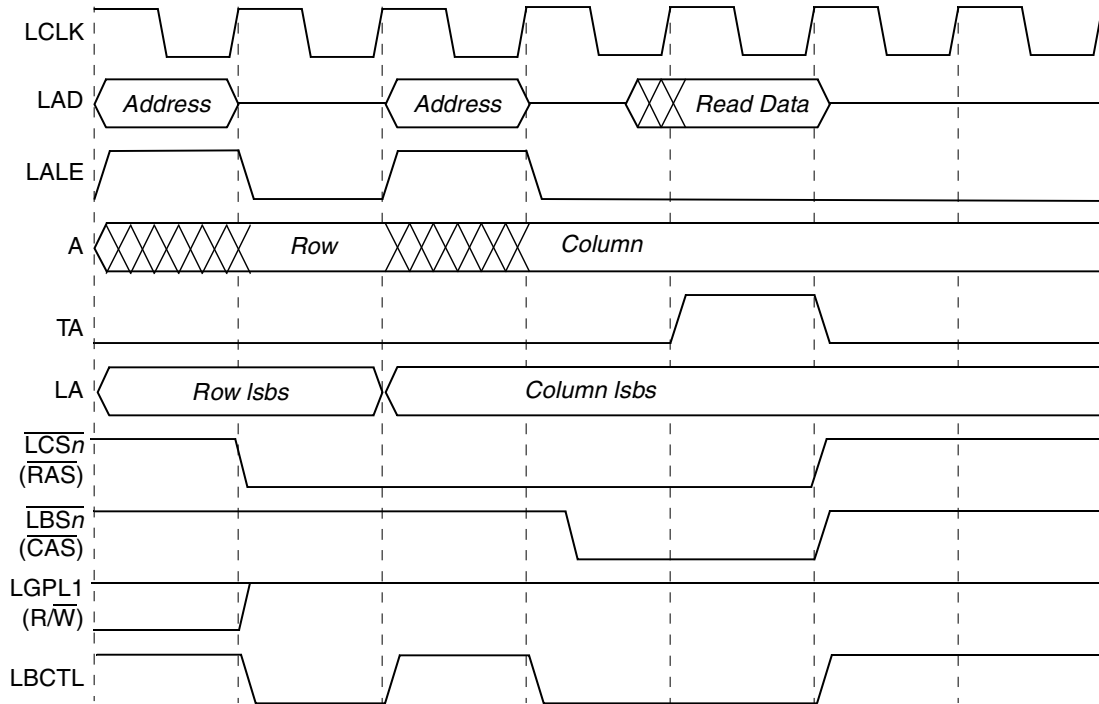 LCLK
LAD Address Address Read Data
LALE
A Row Column
TA
LA Row lsbs Column lsbs
LCSn
(RAS)
LBSn
(CAS)
LGPL1
(R/W)
LBCTL